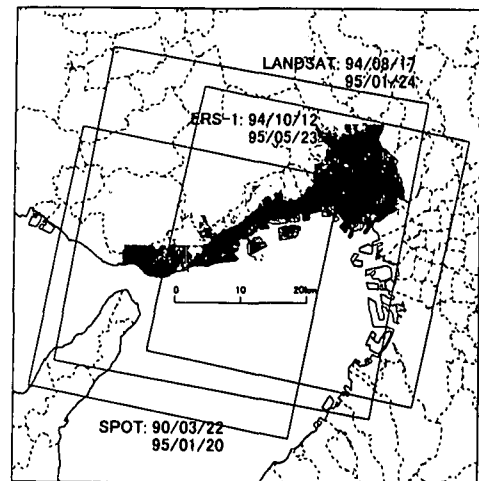 LANDSAT: 94/08/17
95/01/24
ERS-1: 94/10/12
95/05/23
0 10 20km
SPOT: 90/03/22
95/01/20